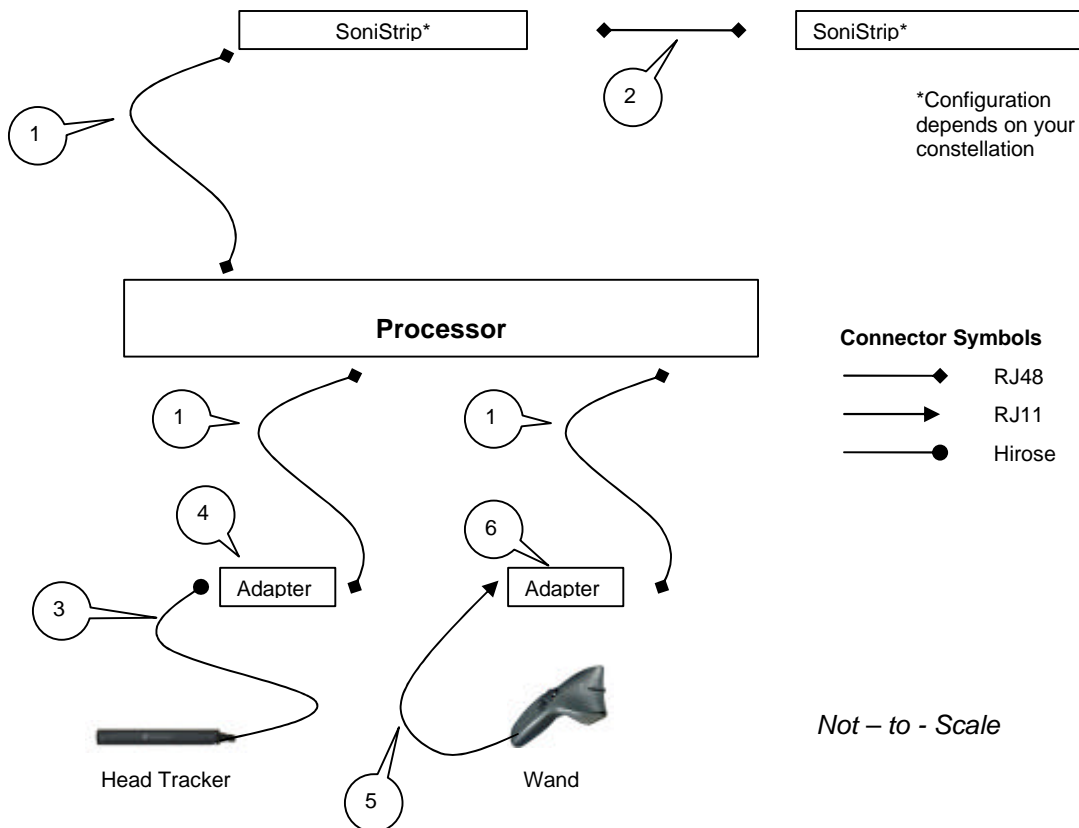 SoniStrip*
SoniStrip*
2
*Configuration
depends on your
constellation
1
Processor
Connector Symbols
RJ48
RJ11
Hirose
1
1
4
6
Adapter
Adapter
3
Not – to - Scale
Head Tracker
Wand
5